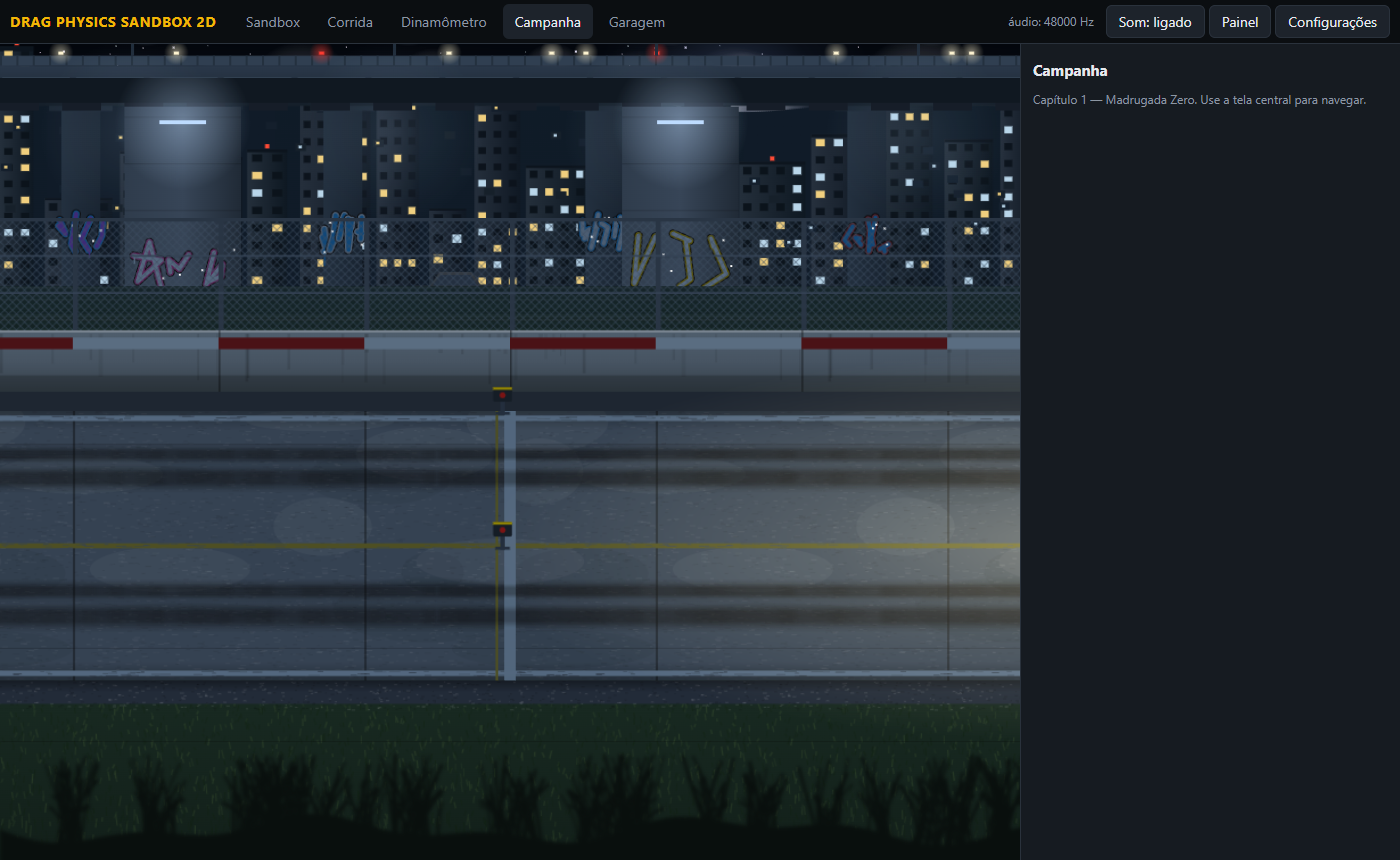 DRAG PHYSICS SANDBOX 2D
Sandbox
Corrida
Dinamômetro
Campanha
Garagem
áudio: 48000 Hz
Som: ligado
Painel
Configurações
Campanha
Capítulo 1 — Madrugada Zero. Use a tela central para navegar.